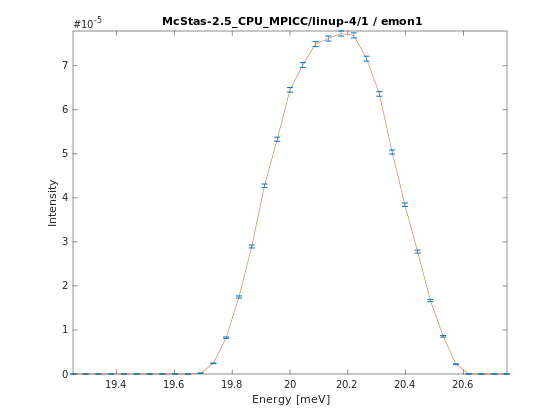 McStas-2.5_CPU_MPICC/linup-4/1 / emon1
#10-5
7
6
5
4
3
2
1
0
Intensity
19.4 19.6 19.8 20 20.2 20.4 20.6
Energy [meV]